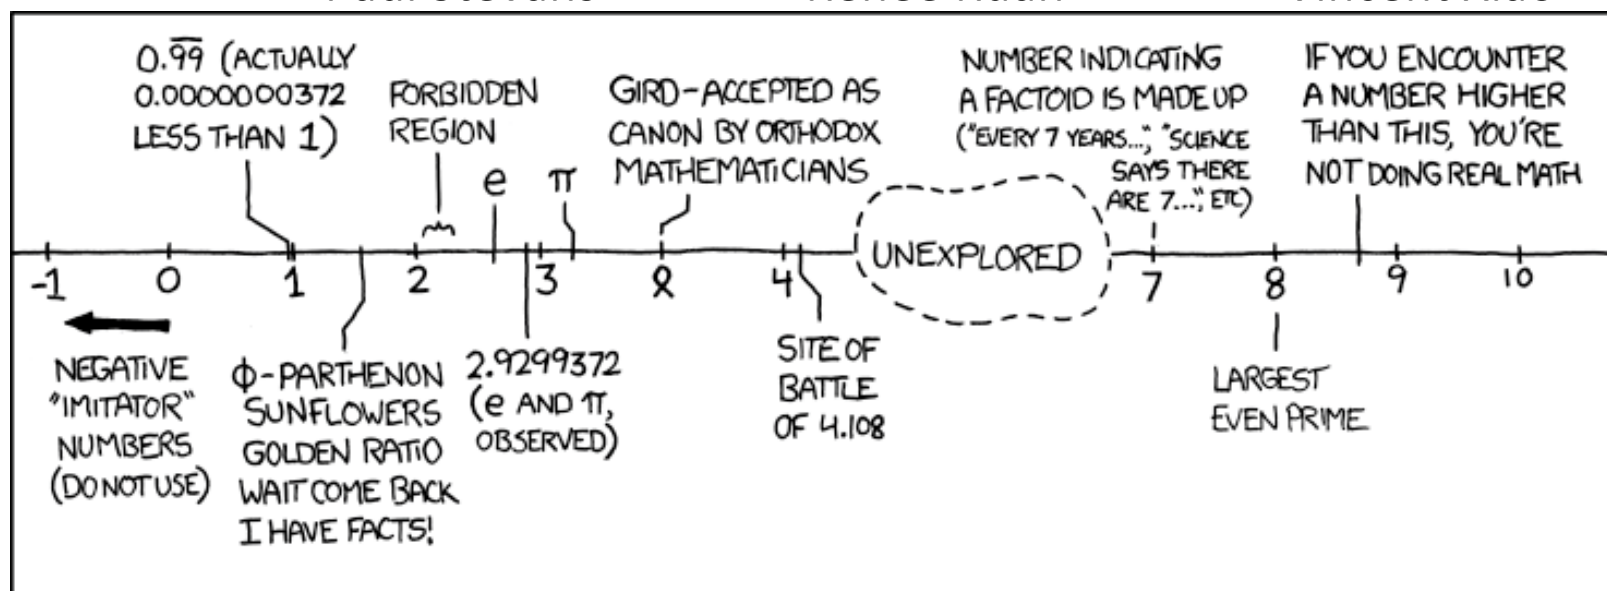 0.99 (ACTUALLY
0.0000000372
LESS THAN 1)
FORBIDDEN
REGION
e
π
GIRD-ACCEPTED AS
CANON BY ORTHODOX
MATHEMATICIANS
NUMBER INDICATING
A FACTOID IS MADE UP
("EVERY 7 YEARS...", "SCIENCE
SAYS THERE
ARE 7...", ETC)
IF YOU ENCOUNTER
A NUMBER HIGHER
THAN THIS, YOU'RE
NOT DOING REAL MATH
UNEXPLORED
-1 0 1 2 3 4 7 8 9 10
NEGATIVE
"IMITATOR"
NUMBERS
(DO NOT USE)
ϕ-PARTHENON
SUNFLOWERS
GOLDEN RATIO
WAIT COME BACK
I HAVE FACTS!
2.9299372
(e AND π,
OBSERVED)
SITE OF
BATTLE
OF 4.108
LARGEST
EVEN PRIME